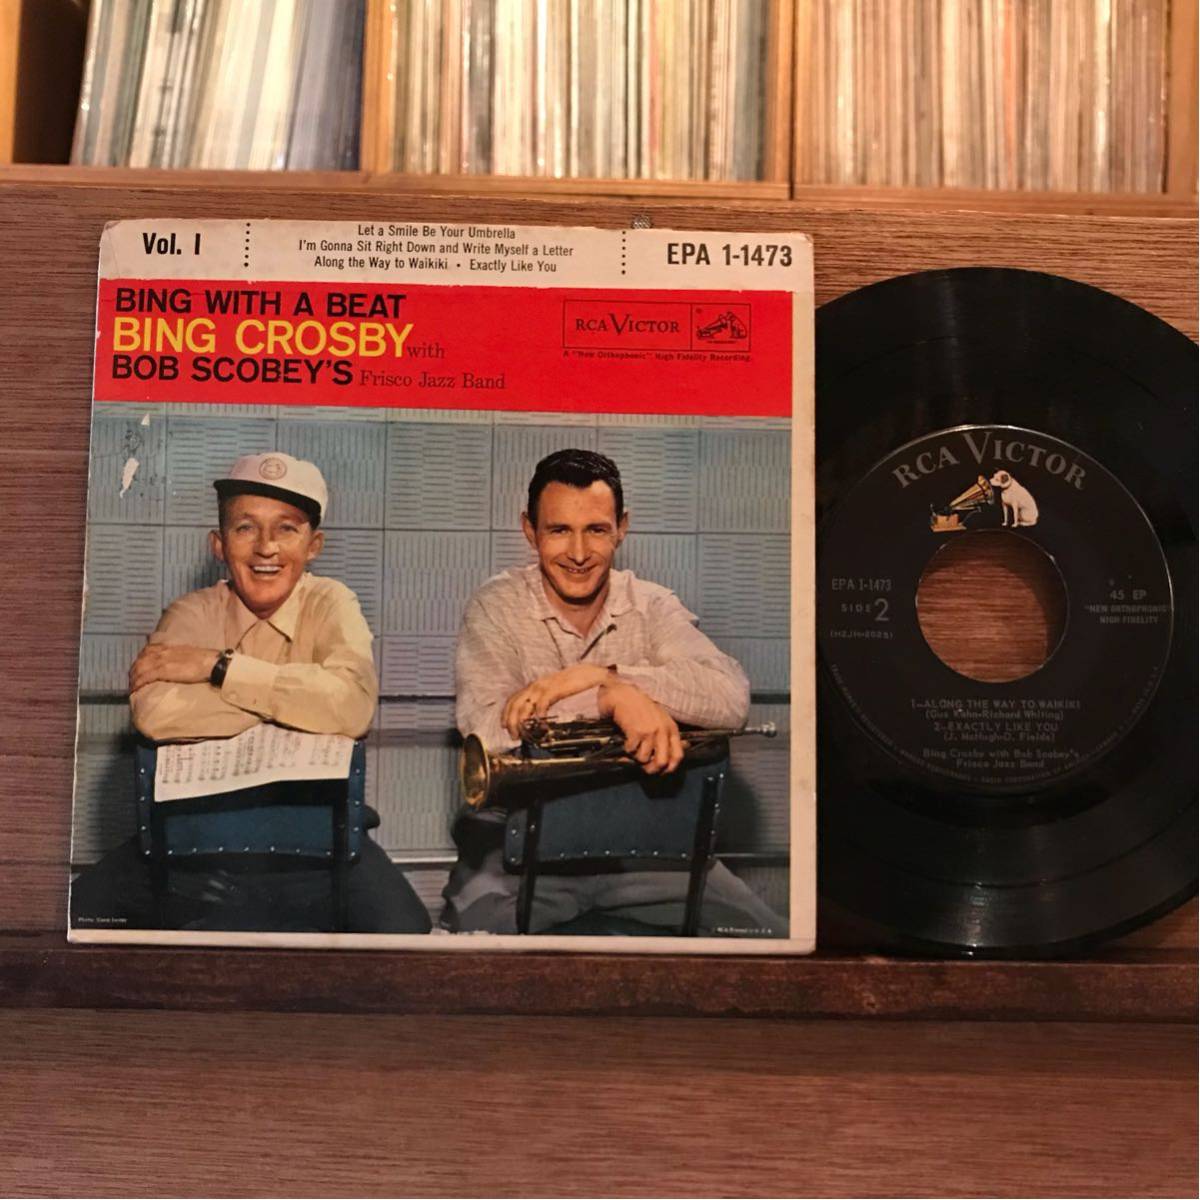 Vol. I
Let a Smile Be Your Umbrella
I'm Gonna Sit Right Down and Write Myself a Letter
Along the Way to Waikiki • Exactly Like You
EPA 1-1473
BING WITH A BEAT
BING CROSBY with
BOB SCOBEY'S Frisco Jazz Band
RCA VICTOR
A "New Orthophonic" High Fidelity Recording
RCA VICTOR
EPA 1-1473
SIDE 2
45 EP
"NEW ORTHOPHONIC"
HIGH FIDELITY
1-ALONG THE WAY TO WAIKIKI
(Gus Kahn-Richard Whiting)
2-EXACTLY LIKE YOU
(J. McHugh-D. Fields)
Bing Crosby with Bob Scobey's
Frisco Jazz Band